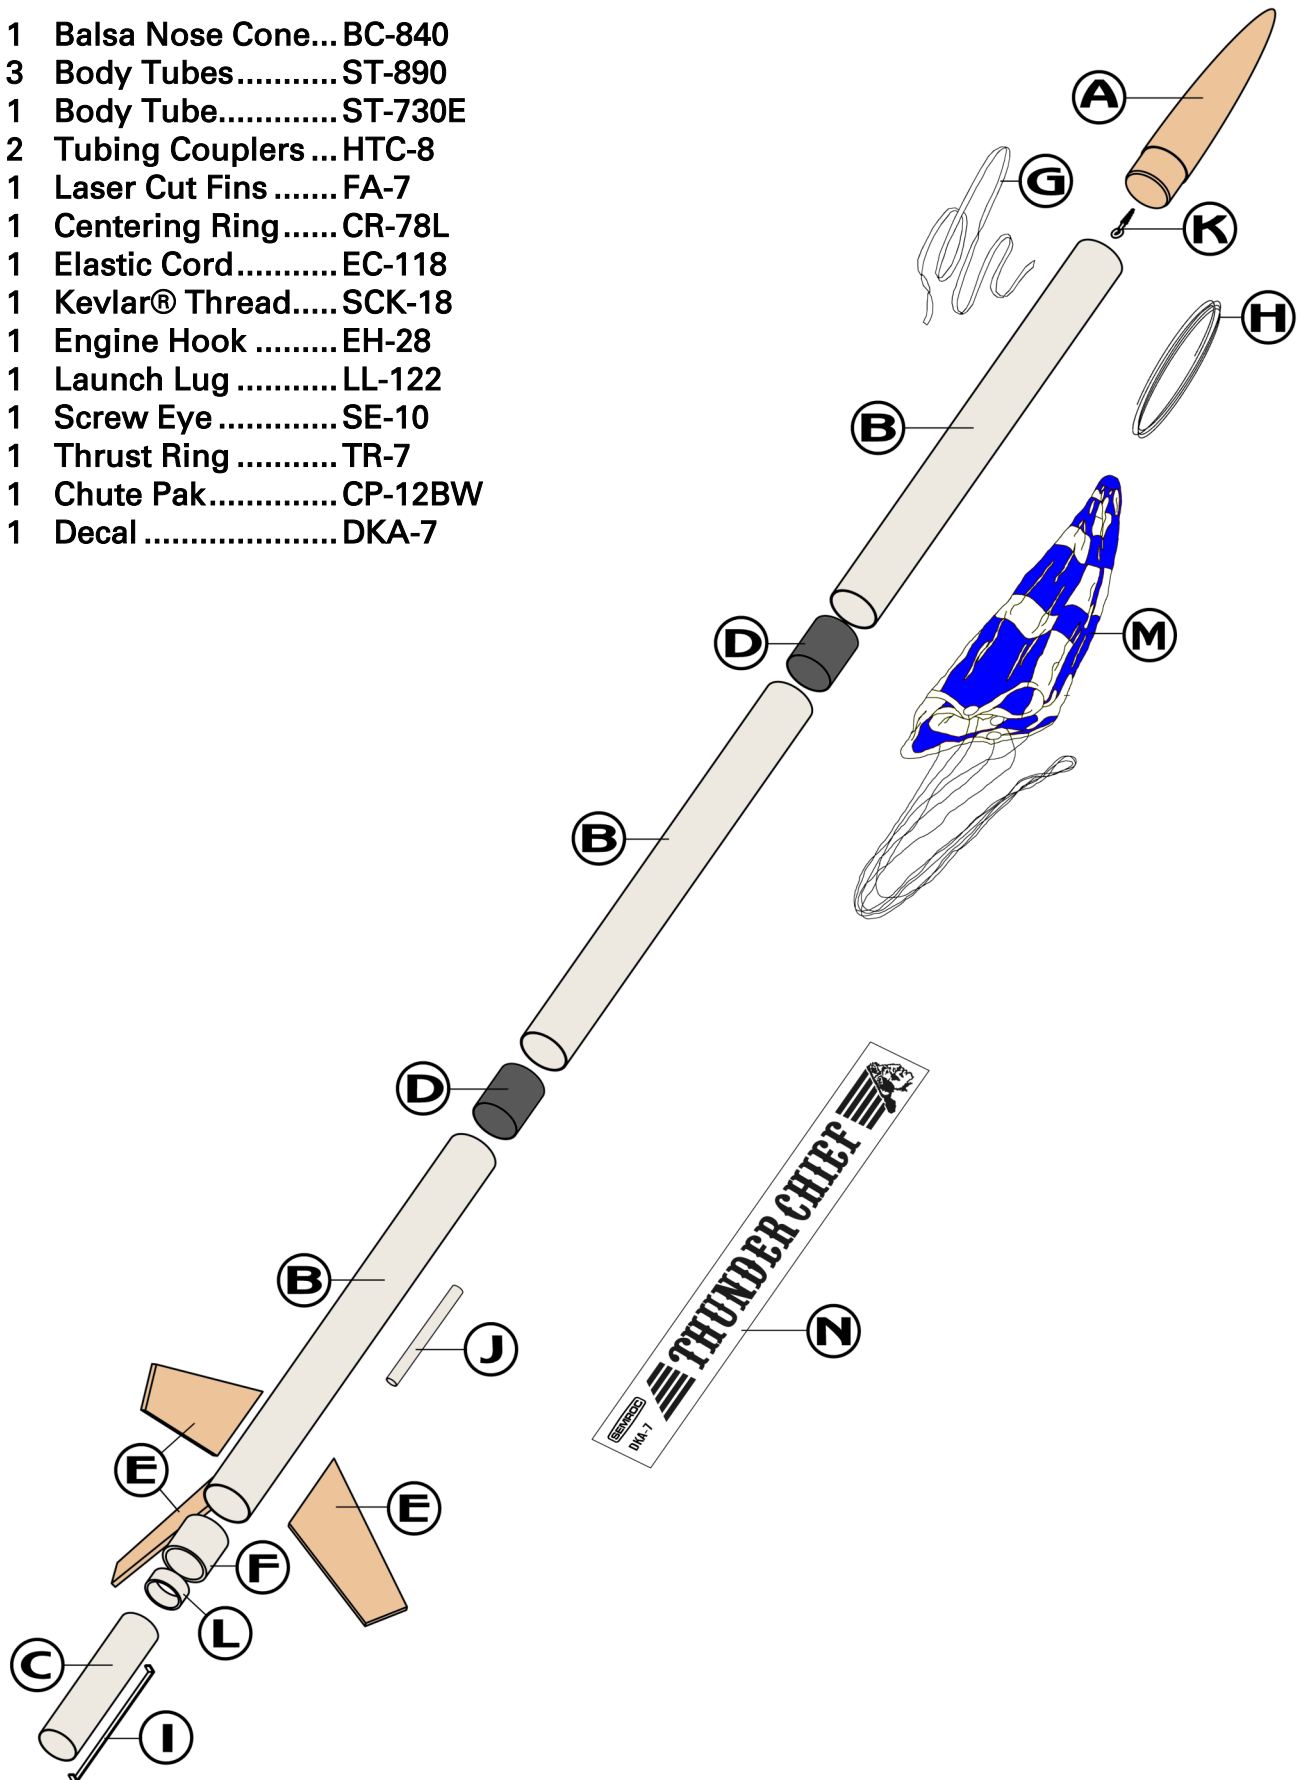 1 Balsa Nose Cone... BC-840
3 Body Tubes........... ST-890
1 Body Tube............. ST-730E
2 Tubing Couplers ... HTC-8
1 Laser Cut Fins ....... FA-7
1 Centering Ring...... CR-78L
1 Elastic Cord........... EC-118
1 Kevlar® Thread..... SCK-18
1 Engine Hook ......... EH-28
1 Launch Lug ........... LL-122
1 Screw Eye ............. SE-10
1 Thrust Ring ........... TR-7
1 Chute Pak.............. CP-12BW
1 Decal ..................... DKA-7
A
G
K
H
B
D
M
B
D
B
J
N
THUNDER CHIEF
SEMROC
DKA-7
E
E
F
L
C
I